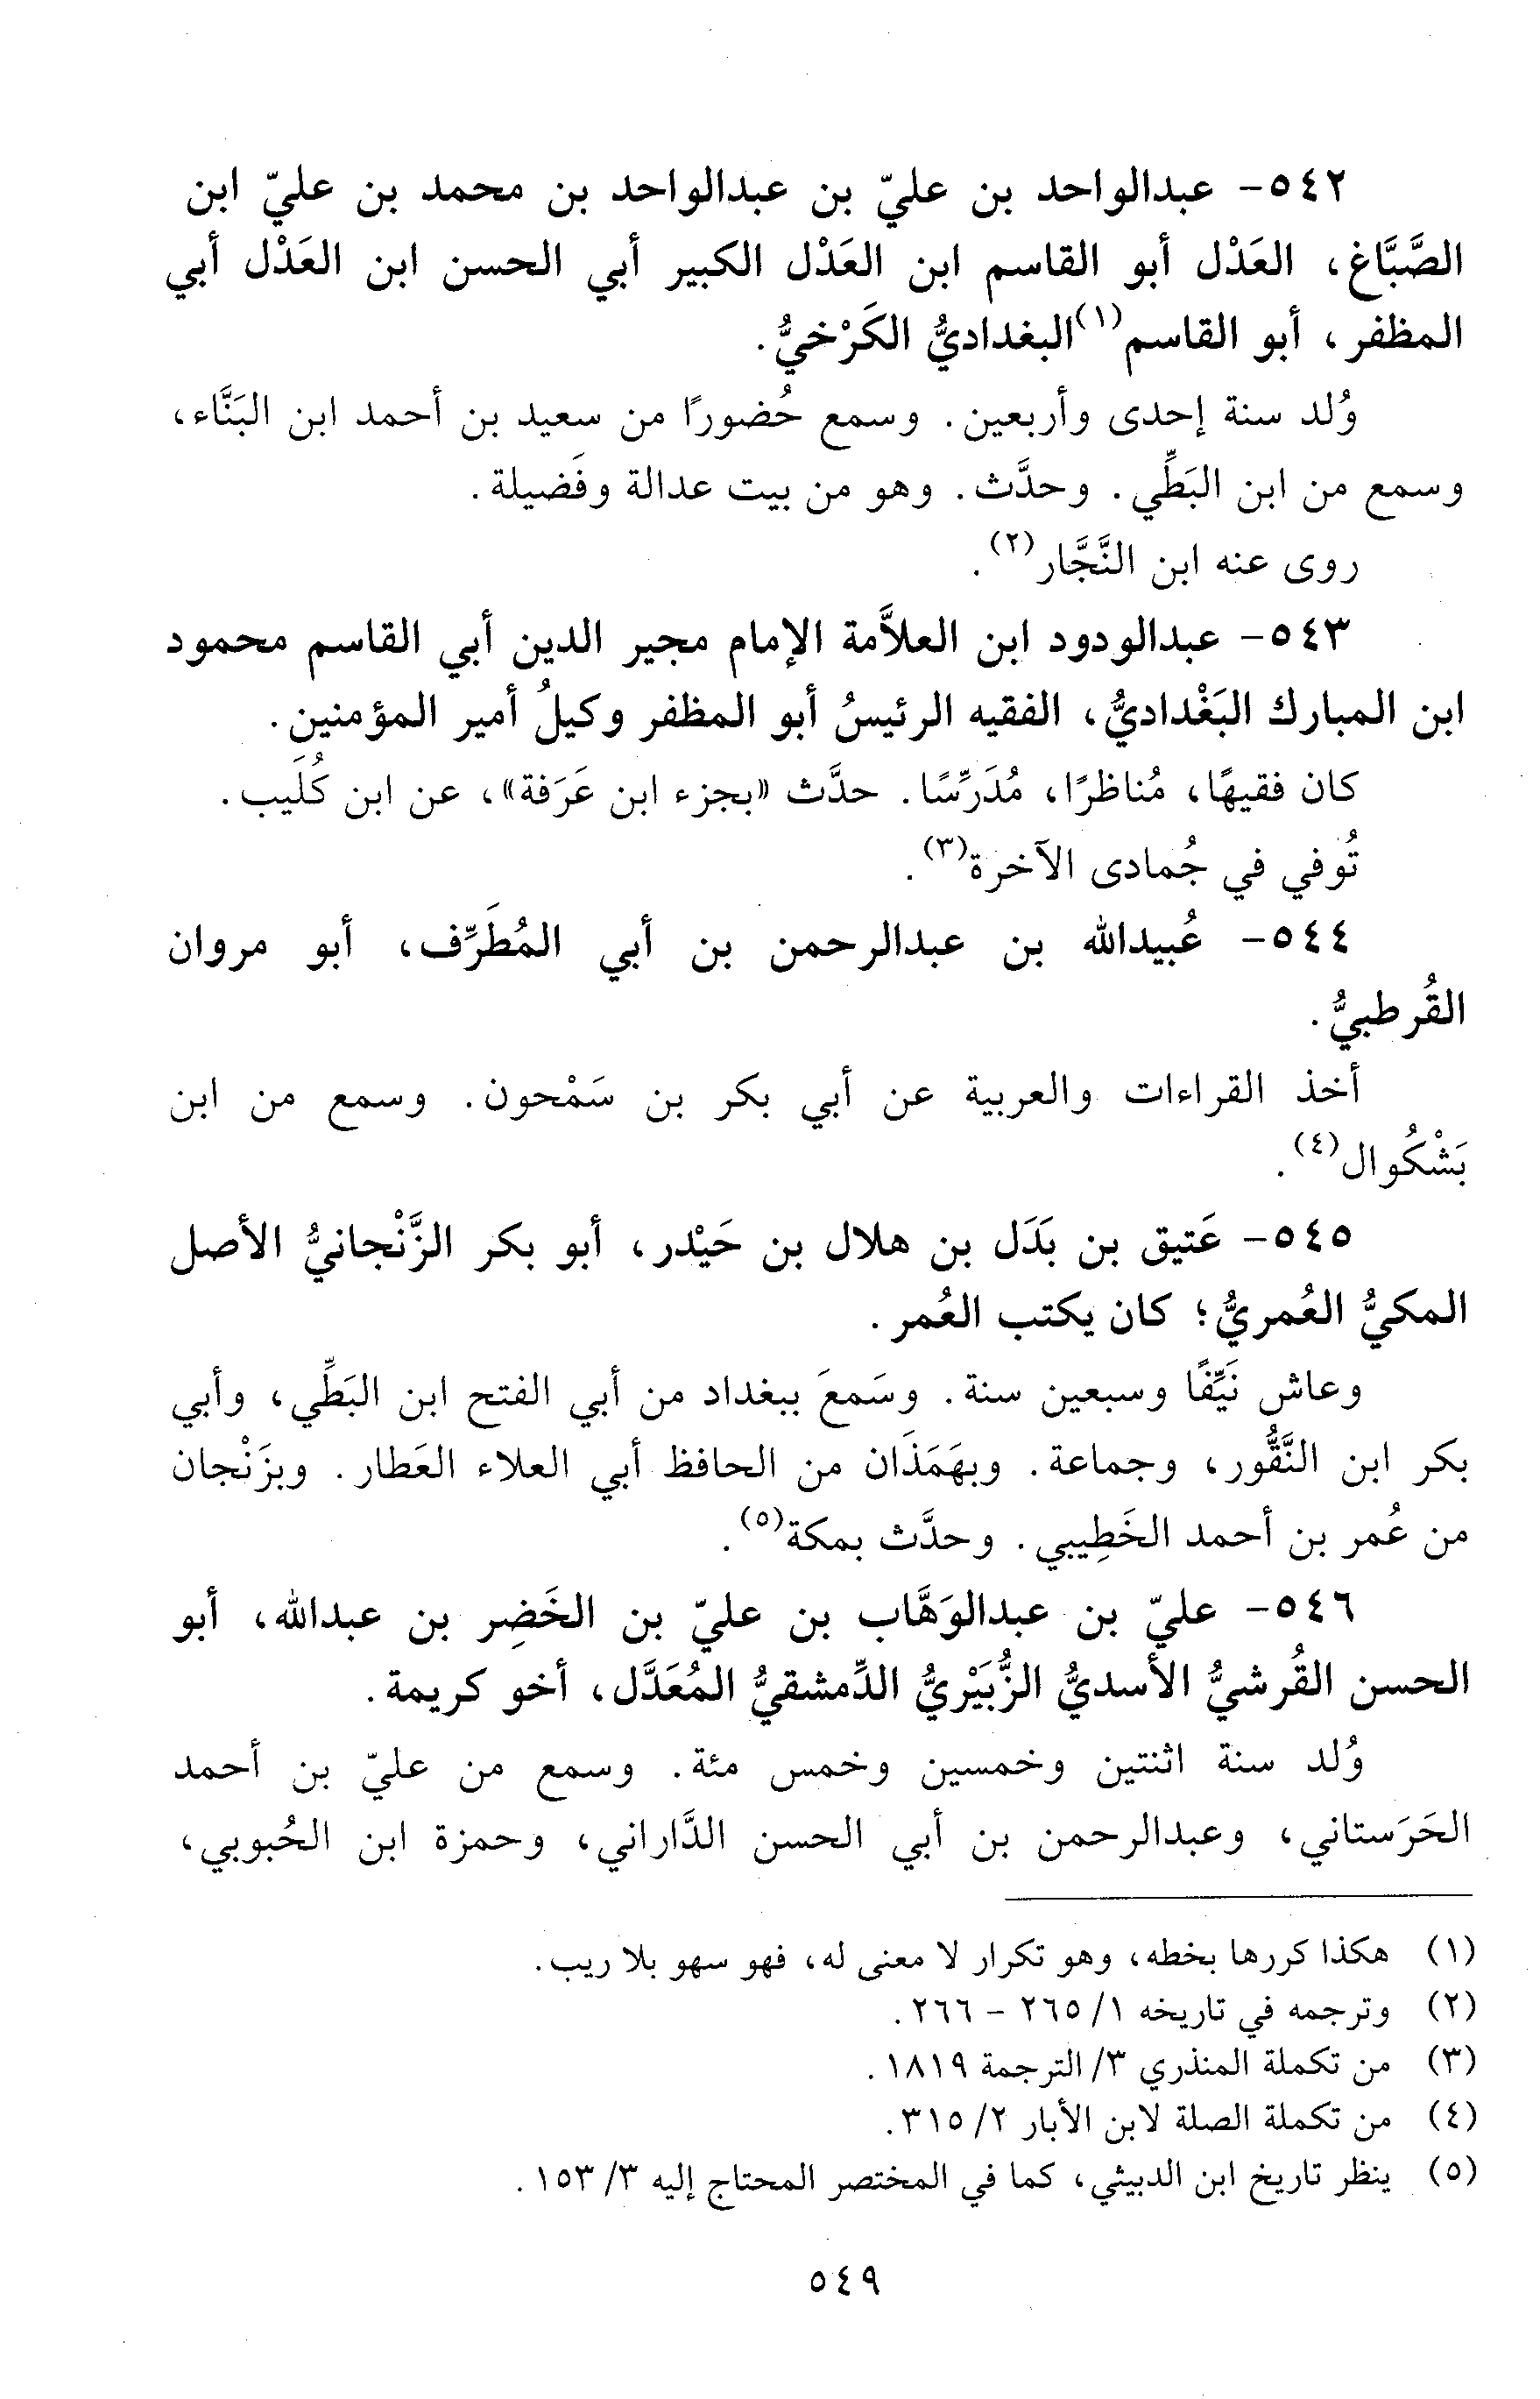 ٥٤٢- عبدالواحد بن عليّ بن عبدالواحد بن محمد بن عليّ ابن
الصَّبَّاغ، العَدْل أبو القاسم ابن العَدْل الكبير أبي الحسن ابن العَدْل أبي
المظفر، أبو القاسم(١) البغداديُّ الكَرْخيُّ.
وُلد سنة إحدى وأربعين. وسمع حُضورًا من سعيد بن أحمد ابن البَنَّاء،
وسمع من ابن البَطِّي. وحدَّث. وهو من بيت عدالة وفَضيلة.
روى عنه ابن النَّجَّار(٢).
٥٤٣- عبدالودود ابن العلاَّمة الإمام مجير الدين أبي القاسم محمود
ابن المبارك البَغْداديُّ، الفقيه الرئيسُ أبو المظفر وكيلُ أمير المؤمنين.
كان فقيهًا، مُناظرًا، مُدَرِّسًا. حدَّث «بجزء ابن عَرَفة»، عن ابن كُلَيب.
تُوفي في جُمادى الآخرة(٣).
٥٤٤- عُبيدالله بن عبدالرحمن بن أبي المُطَرِّف، أبو مروان
القُرطبيُّ.
أخذ القراءات والعربية عن أبي بكر بن سَمْحون. وسمع من ابن
بَشْكُوال(٤).
٥٤٥- عَتيق بن بَدَل بن هلال بن حَيْدر، أبو بكر الزَّنْجانيُّ الأصل
المكيُّ العُمريُّ؛ كان يكتب العُمر.
وعاش نَيِّفًا وسبعين سنة. وسَمعَ ببغداد من أبي الفتح ابن البَطِّي، وأبي
بكر ابن النَّقُّور، وجماعة. وبهَمَذَان من الحافظ أبي العلاء العَطار. وبزَنْجان
من عُمر بن أحمد الخَطِيبي. وحدَّث بمكة(٥).
٥٤٦- عليّ بن عبدالوَهَّاب بن عليّ بن الخَضِر بن عبدالله، أبو
الحسن القُرشيُّ الأسديُّ الزُّبَيْريُّ الدِّمشقيُّ المُعَدَّل، أخو كريمة.
وُلد سنة اثنتين وخمسين وخمس مئة. وسمع من عليّ بن أحمد
الحَرَستاني، وعبدالرحمن بن أبي الحسن الدَّاراني، وحمزة ابن الحُبوبي،
(١) هكذا كررها بخطه، وهو تكرار لا معنى له، فهو سهو بلا ريب.
(٢) وترجمه في تاريخه ١/ ٢٦٥ - ٢٦٦.
(٣) من تكملة المنذري ٣/ الترجمة ١٨١٩.
(٤) من تكملة الصلة لابن الأبار ٢/ ٣١٥.
(٥) ينظر تاريخ ابن الدبيثي، كما في المختصر المحتاج إليه ٣/ ١٥٣.
٥٤٩